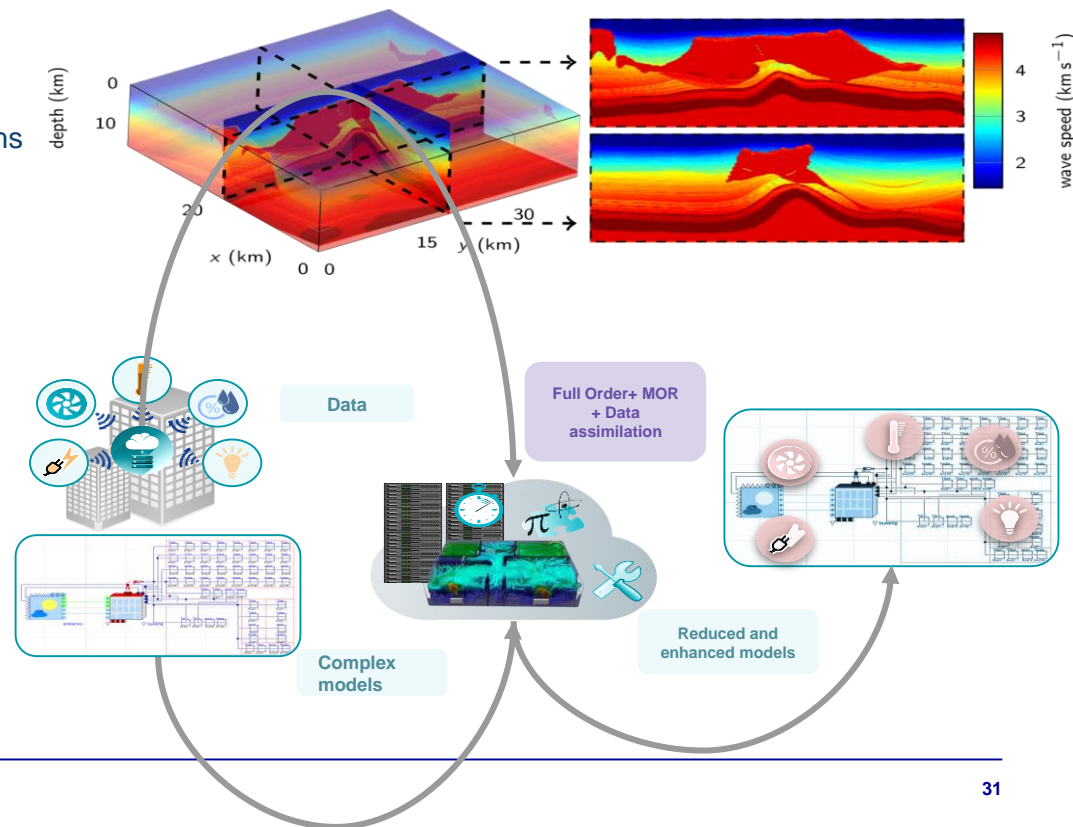 depth (km)
0
10
20
x (km)
0 0
15
y (km)
30
4
3
2
wave speed (km s⁻¹)
ns
Data
Full Order+ MOR
+ Data
assimilation
%
π
%
building
Complex
models
Reduced and
enhanced models
31